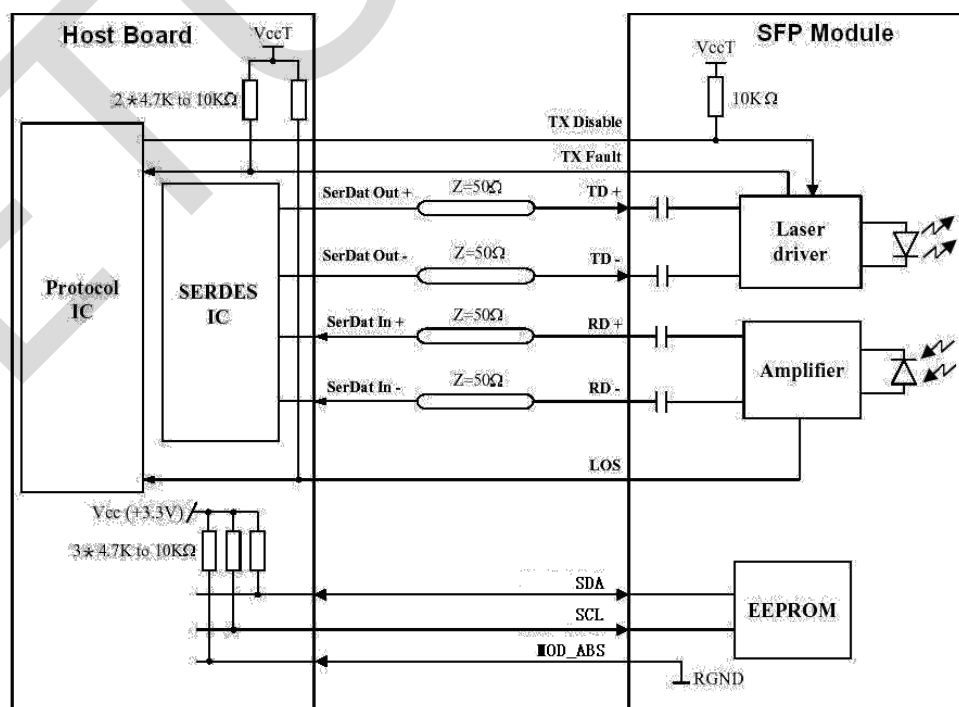 Host Board
SFP Module
VccT
VccT
2*4.7K to 10KΩ
10KΩ
TX Disable
TX Fault
SerDat Out +
Z=50Ω
TD +
SerDat Out -
Z=50Ω
TD -
Laser
driver
Protocol
IC
SERDES
IC
SerDat In +
Z=50Ω
RD +
SerDat In -
Z=50Ω
RD -
Amplifier
LOS
Vcc (+3.3V)
3*4.7K to 10KΩ
SDA
SCL
MOD_ABS
EEPROM
RGND